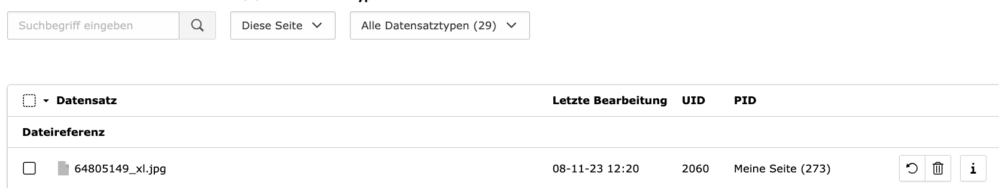 Suchbegriff eingeben
Diese Seite
Alle Datensatztypen (29)
Datensatz Letzte Bearbeitung UID PID
Dateireferenz
64805149_xl.jpg 08-11-23 12:20 2060 Meine Seite (273)